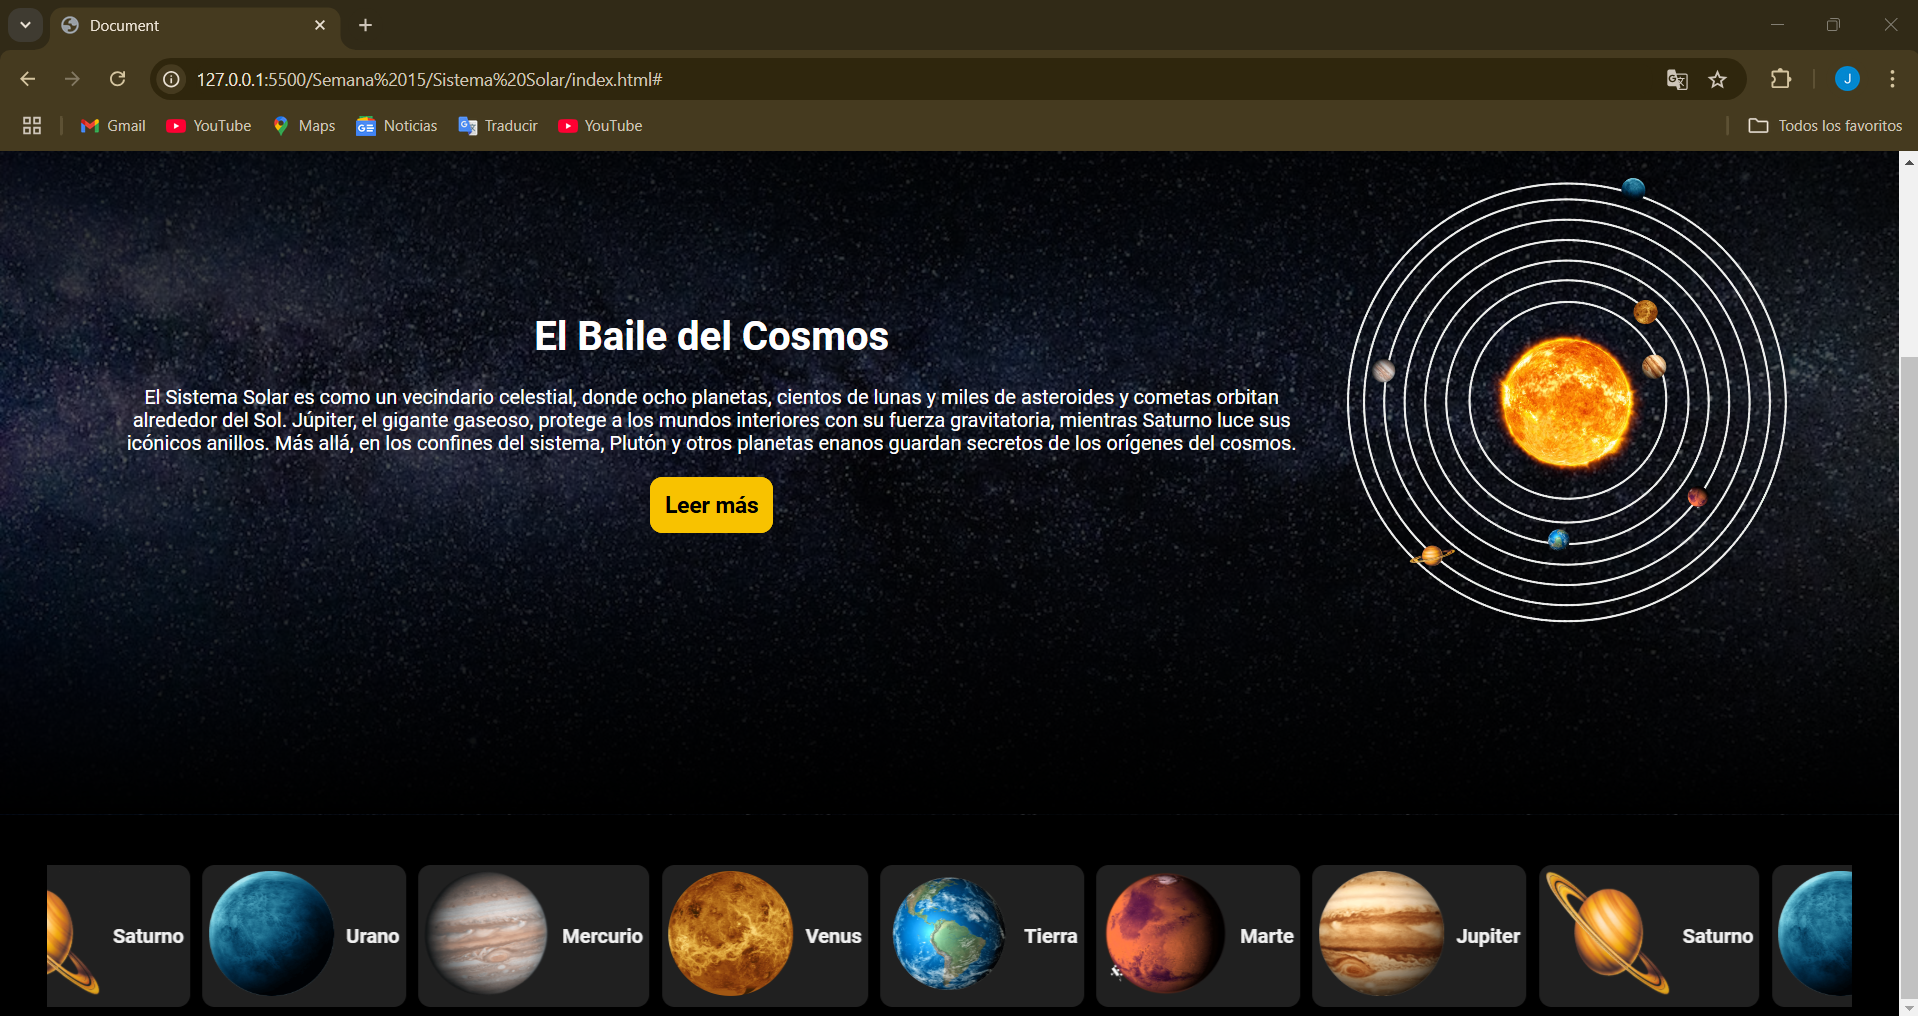 Document
127.0.0.1:5500/Semana%2015/Sistema%20Solar/index.html#
J
Gmail YouTube Maps Noticias Traducir YouTube Todos los favoritos
El Baile del Cosmos
El Sistema Solar es como un vecindario celestial, donde ocho planetas, cientos de lunas y miles de asteroides y cometas orbitan
alrededor del Sol. Júpiter, el gigante gaseoso, protege a los mundos interiores con su fuerza gravitatoria, mientras Saturno luce sus
icónicos anillos. Más allá, en los confines del sistema, Plutón y otros planetas enanos guardan secretos de los orígenes del cosmos.
Leer más
Saturno Urano Mercurio Venus Tierra Marte Jupiter Saturno